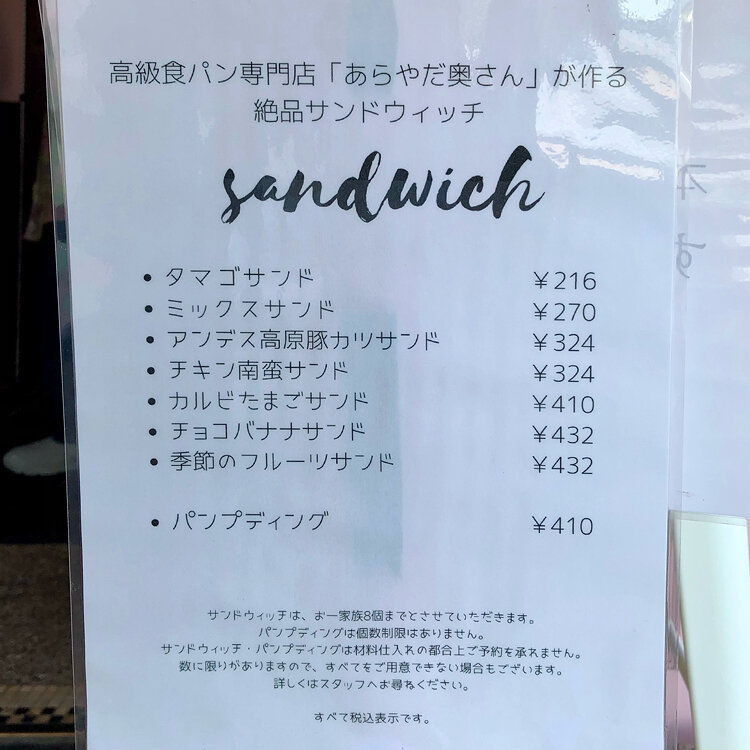 高級食パン専門店「あらやだ奥さん」が作る
絶品サンドウィッチ
sandwich
• タマゴサンド ¥216
• ミックスサンド ¥270
• アンデス高原豚カツサンド ¥324
• チキン南蛮サンド ¥324
• カルビたまごサンド ¥410
• チョコバナナサンド ¥432
• 季節のフルーツサンド ¥432
• パンプディング ¥410
サンドウィッチは、お一家族8個までとさせていただきます。
パンプディングは個数制限はありません。
サンドウィッチ・パンプディングは材料仕入れの都合上ご予約を承れません。
数に限りがありますので、すべてをご用意できない場合もございます。
詳しくはスタッフへお尋ねください。
すべて税込表示です。